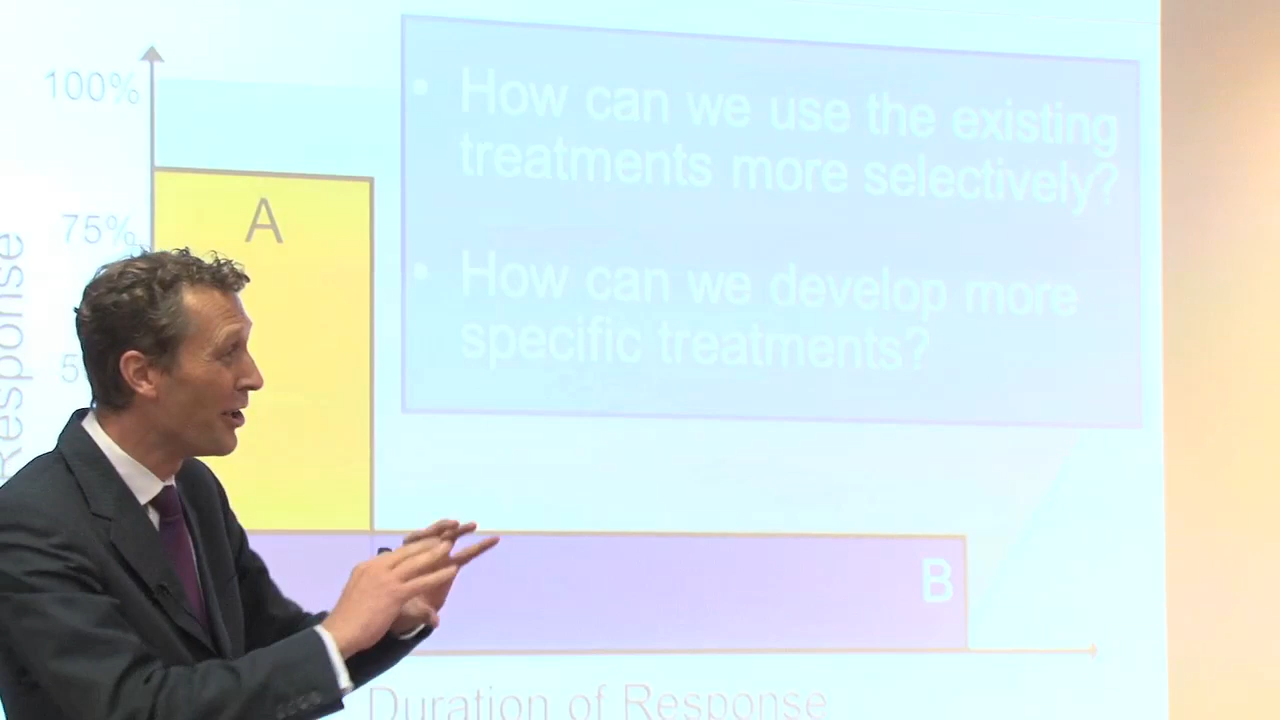 100%
• How can we use the existing
treatments more selectively?
75%
A
• How can we develop more
specific treatments?
Response
5
B
Duration of Response